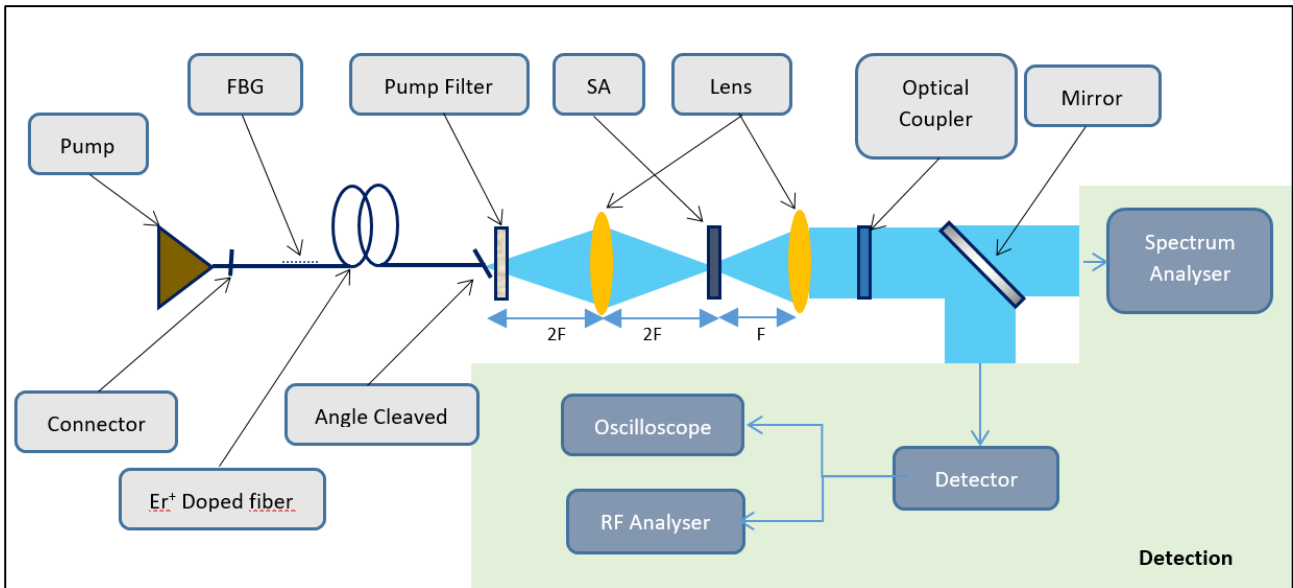 FBG
Pump Filter
SA
Lens
Optical
Coupler
Mirror
Pump
Spectrum
Analyser
2F
2F
F
Connector
Angle Cleaved
Oscilloscope
Detector
Er⁺ Doped fiber
RF Analyser
Detection